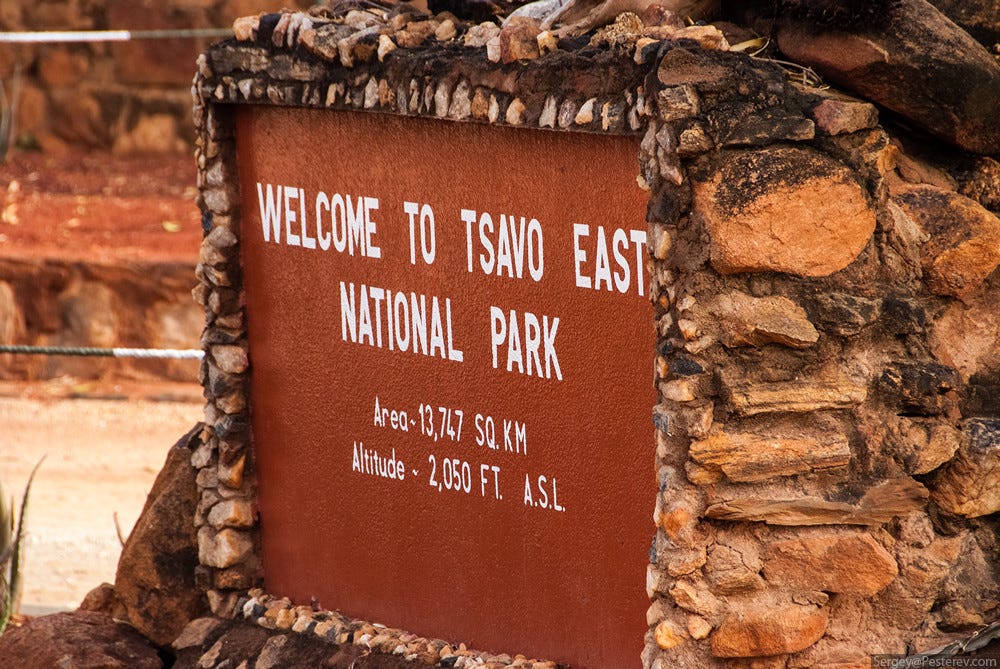 WELCOME TO TSAVO EAST
NATIONAL PARK
Area~13,747 SQ.KM
Altitude ~ 2,050 FT. A.S.L.
Sergey@Pesterev.com